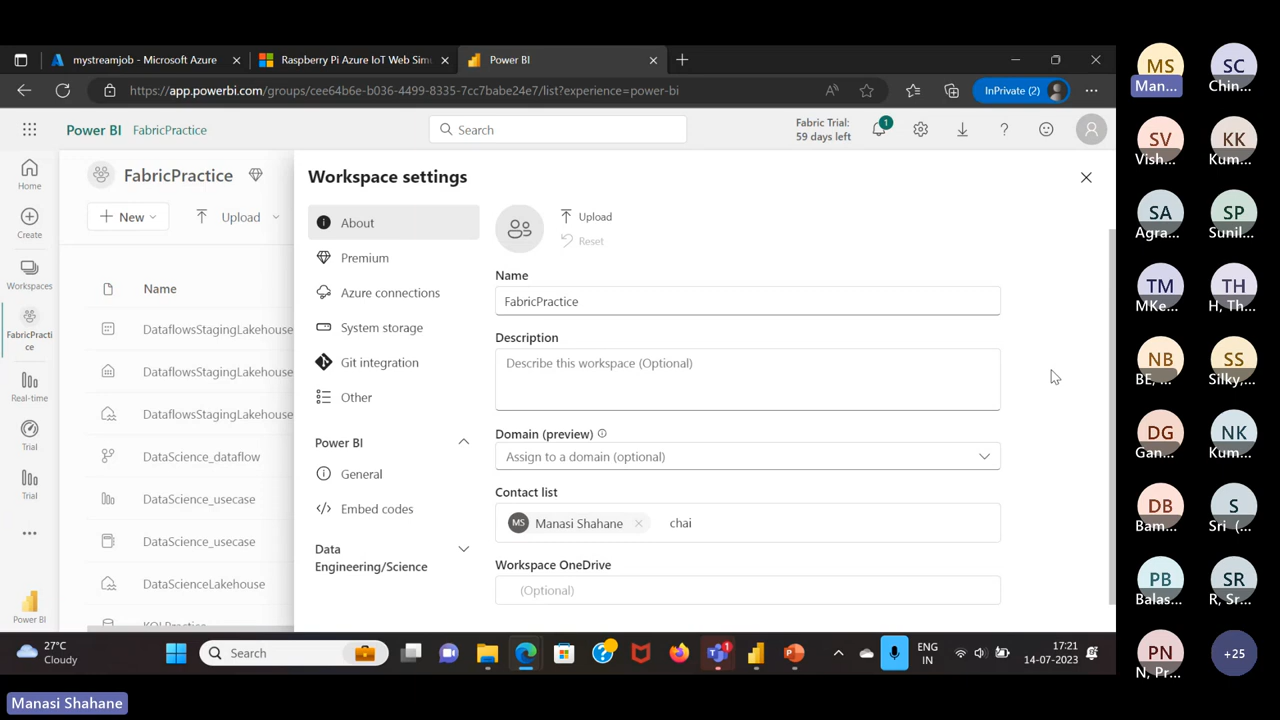 mystreamjob - Microsoft Azure
Raspberry Pi Azure IoT Web Sim
Power BI
https://app.powerbi.com/groups/cee64b6e-b036-4499-8335-7cc7babe24e7/list?experience=power-bi
InPrivate (2)
Power BI FabricPractice
Search
Fabric Trial:
59 days left
1
Home
Create
Workspaces
FabricPracti
ce
Real-time
Trial
Trial
Power BI
FabricPractice
New
Upload
Name
DataflowsStagingLakehouse
DataflowsStagingLakehouse
DataflowsStagingLakehouse
DataScience_dataflow
DataScience_usecase
DataScience_usecase
DataScienceLakehouse
KQLPractice
Workspace settings
About
Premium
Azure connections
System storage
Git integration
Other
Power BI
General
Embed codes
Data
Engineering/Science
Upload
Reset
Name
FabricPractice
Description
Describe this workspace (Optional)
Domain (preview)
Assign to a domain (optional)
Contact list
MS Manasi Shahane chai
Workspace OneDrive
(Optional)
27°C
Cloudy
Search
1
ENG
IN
17:21
14-07-2023
MS
Man...
SC
Chin...
SV
Vish...
KK
Kum...
SA
Agra...
SP
Sunil...
TM
MKe...
TH
H, Th...
NB
BE, ...
SS
Silky,...
DG
Gan...
NK
Kum...
DB
Bam...
S
Sri (...
PB
Balas...
SR
R, Sr...
PN
N, Pr...
+25
Manasi Shahane